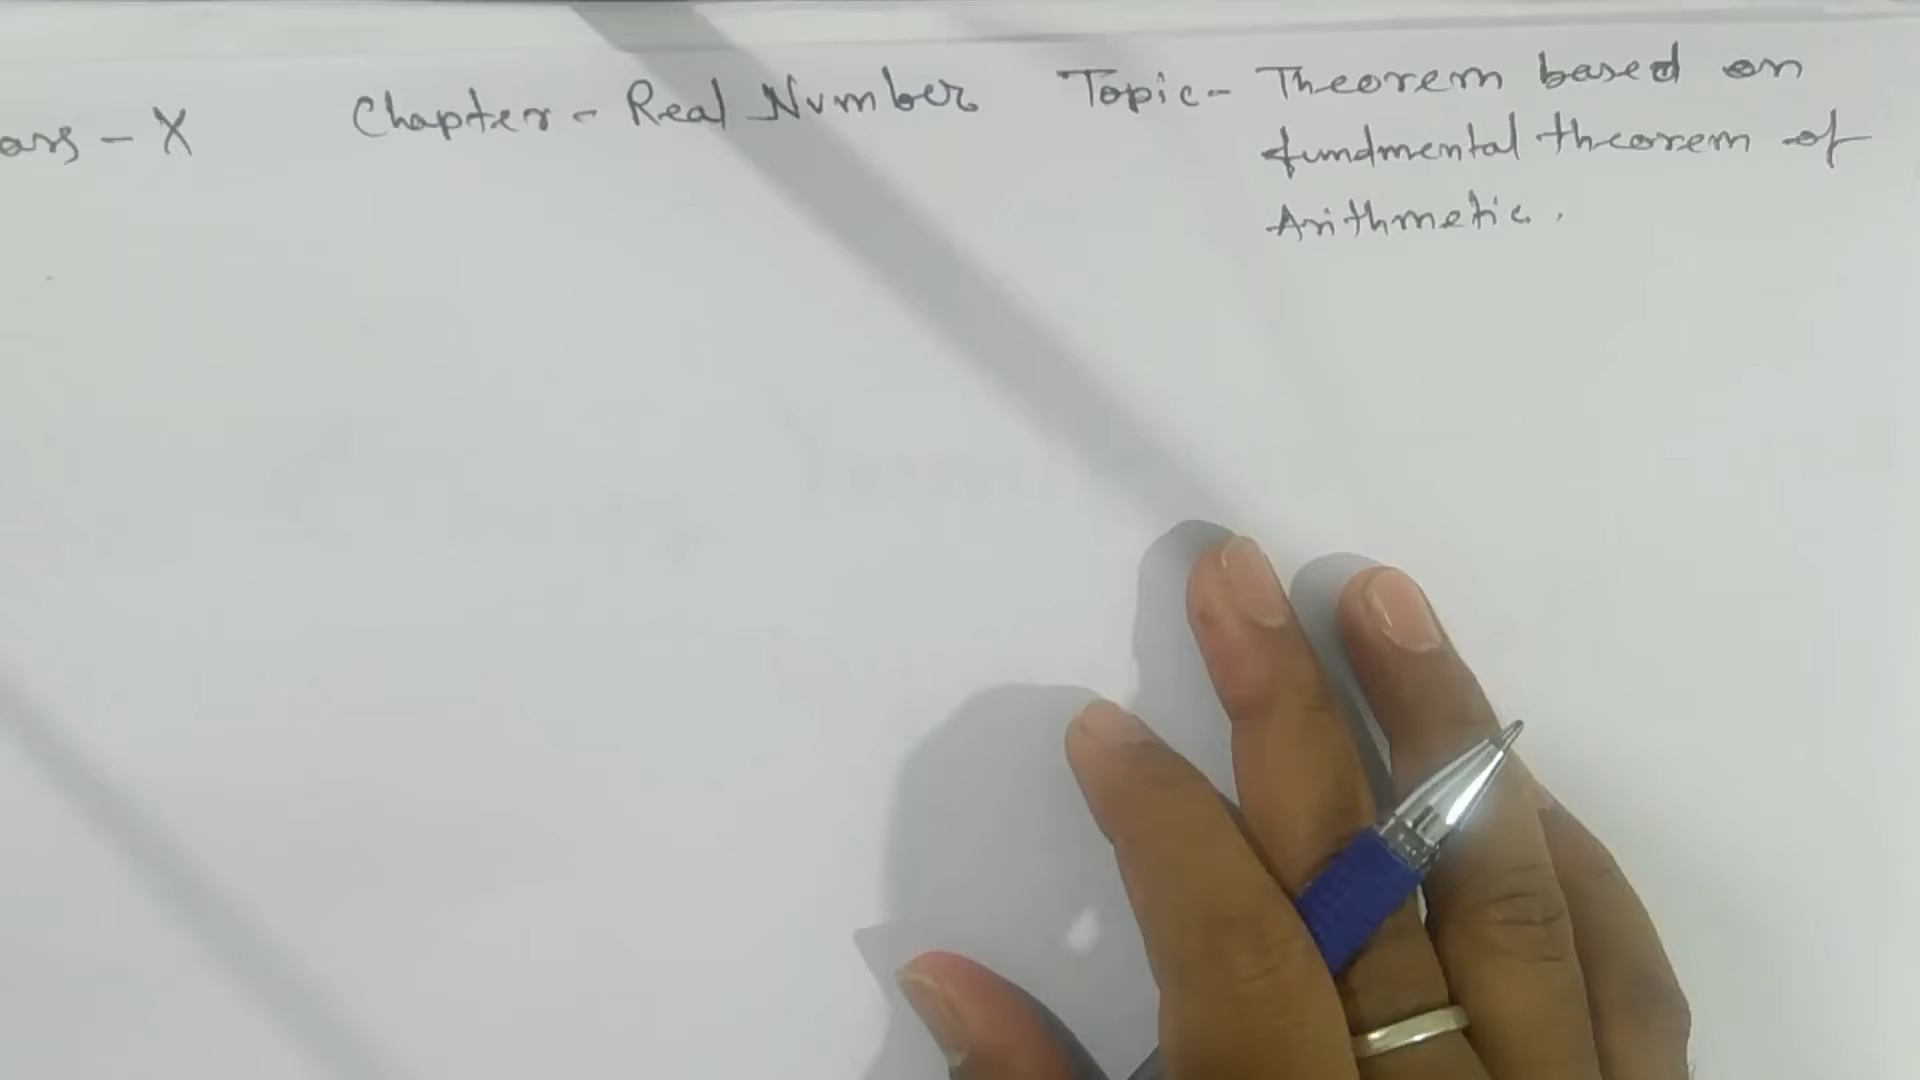 ass - X Chapter - Real Number Topic - Theorem based on
fundmental theorem of
Arithmetic.